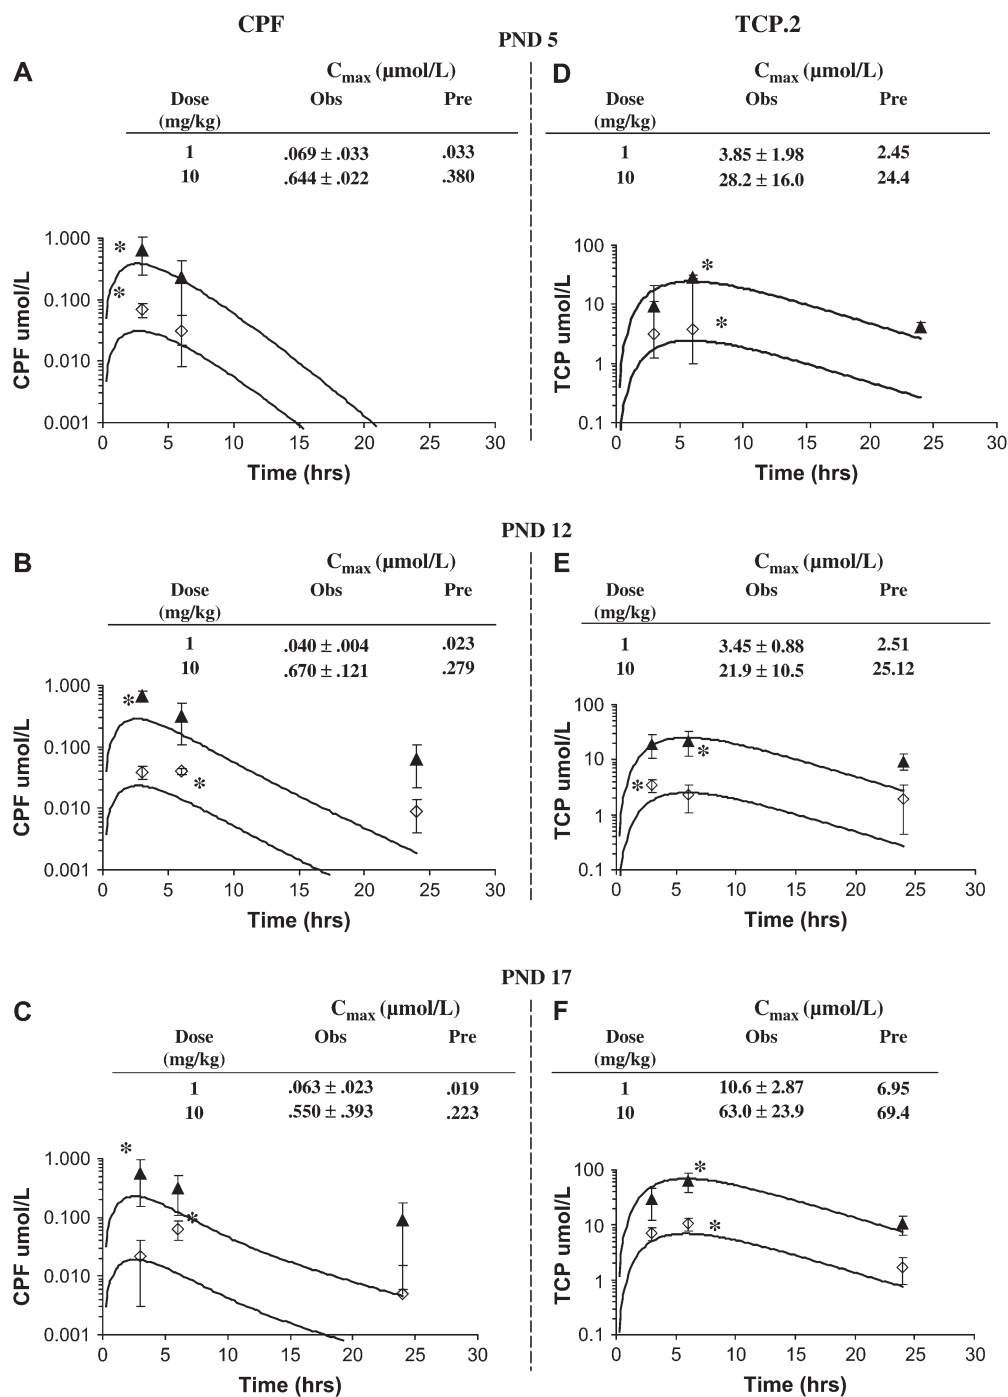 CPF TCP.2
PND 5
A
Cmax (µmol/L)
Dose Obs Pre
(mg/kg)
1 .069 ± .033 .033
10 .644 ± .022 .380
1.000
0.100
0.010
0.001
CPF umol/L
* *
0 5 10 15 20 25 30
Time (hrs)
D
Cmax (µmol/L)
Dose Obs Pre
(mg/kg)
1 3.85 ± 1.98 2.45
10 28.2 ± 16.0 24.4
100
10
1
0.1
TCP umol/L
* *
0 5 10 15 20 25 30
Time (hrs)
PND 12
B
Cmax (µmol/L)
Dose Obs Pre
(mg/kg)
1 .040 ± .004 .023
10 .670 ± .121 .279
1.000
0.100
0.010
0.001
CPF umol/L
* *
0 5 10 15 20 25 30
Time (hrs)
E
Cmax (µmol/L)
Dose Obs Pre
(mg/kg)
1 3.45 ± 0.88 2.51
10 21.9 ± 10.5 25.12
100
10
1
0.1
TCP umol/L
* *
0 5 10 15 20 25 30
Time (hrs)
PND 17
C
Cmax (µmol/L)
Dose Obs Pre
(mg/kg)
1 .063 ± .023 .019
10 .550 ± .393 .223
1.000
0.100
0.010
0.001
CPF umol/L
* *
0 5 10 15 20 25 30
Time (hrs)
F
Cmax (µmol/L)
Dose Obs Pre
(mg/kg)
1 10.6 ± 2.87 6.95
10 63.0 ± 23.9 69.4
100
10
1
0.1
TCP umol/L
* *
0 5 10 15 20 25 30
Time (hrs)